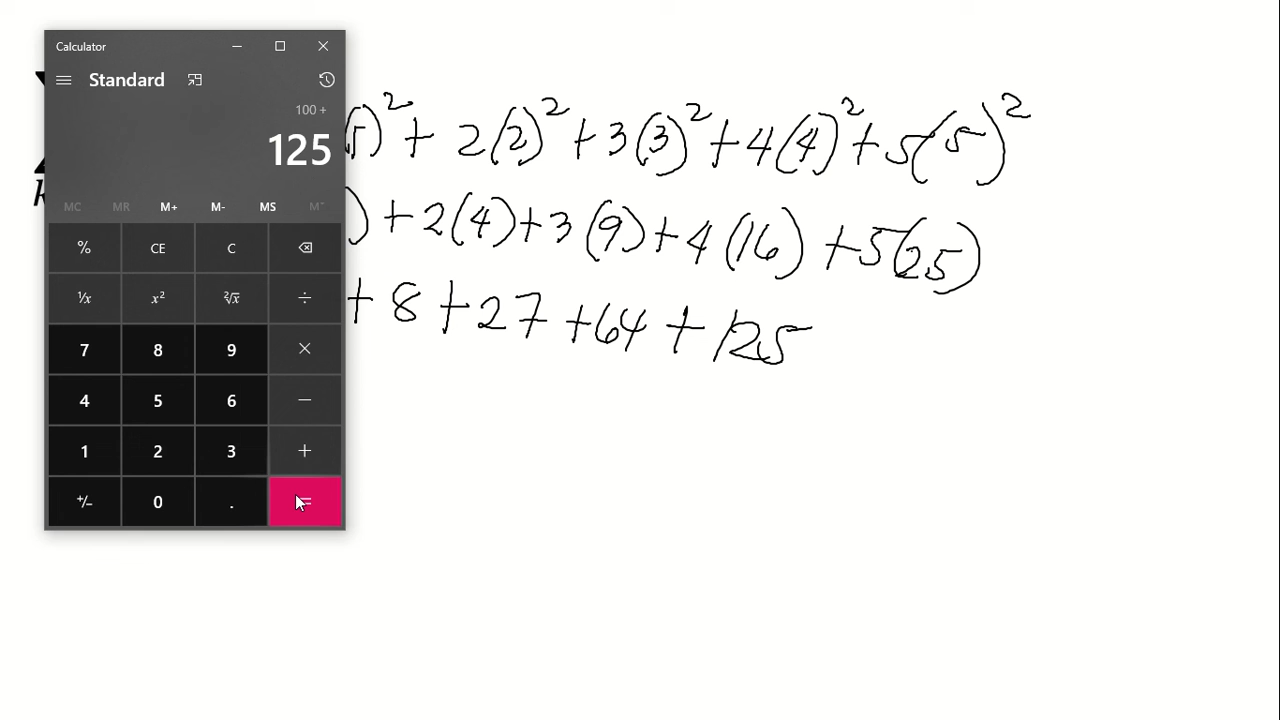 Calculator
Standard
100 +
125
MC MR M+ M- MS M˅
% CE C
¹/x x² ²√x ÷
7 8 9 ×
4 5 6 −
1 2 3 +
+/- 0 . =
)² + 2(2)² + 3(3)² + 4(4)² + 5(5)²
) + 2(4) + 3(9) + 4(16) + 5(25)
+ 8 + 27 + 64 + 125
k